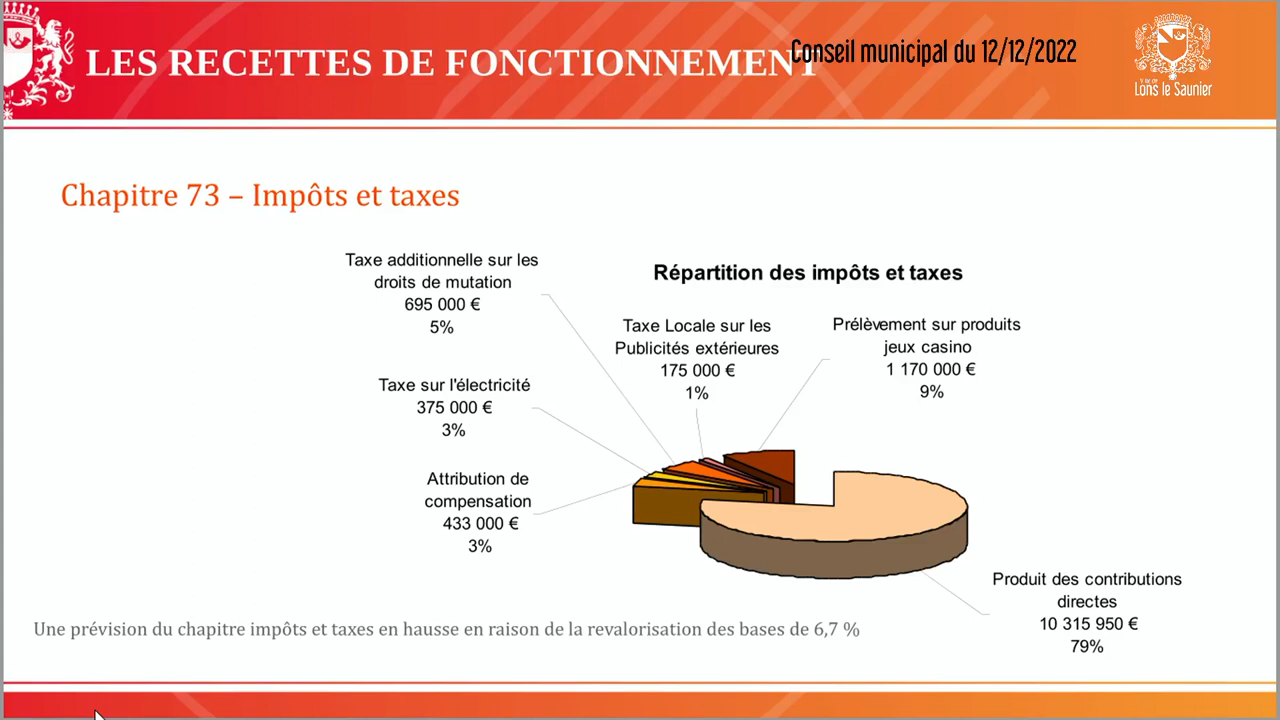 LES RECETTES DE FONCTIONNEMENT
Conseil municipal du 12/12/2022
Ville de
Lons le Saunier
Chapitre 73 – Impôts et taxes
Répartition des impôts et taxes
Taxe additionnelle sur les
droits de mutation
695 000 €
5%
Taxe Locale sur les
Publicités extérieures
175 000 €
1%
Prélèvement sur produits
jeux casino
1 170 000 €
9%
Taxe sur l'électricité
375 000 €
3%
Attribution de
compensation
433 000 €
3%
Produit des contributions
directes
10 315 950 €
79%
Une prévision du chapitre impôts et taxes en hausse en raison de la revalorisation des bases de 6,7 %